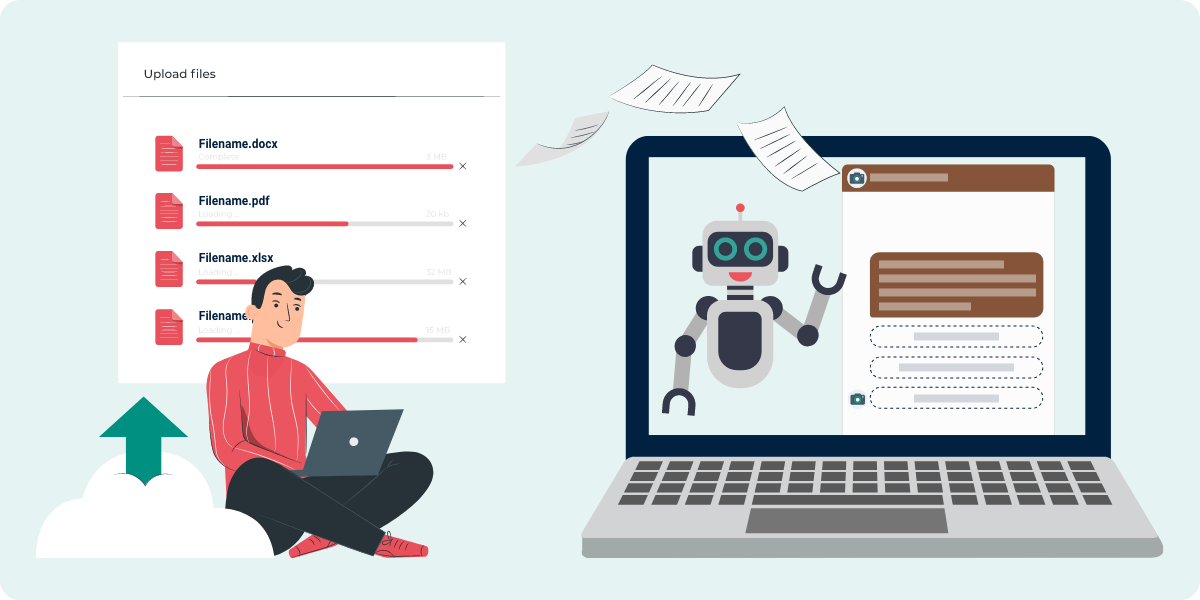 Upload files
Filename.docx
Complete
3 MB
Filename.pdf
Loading ...
20 kb
Filename.xlsx
Loading ...
32 MB
Filename.
Loading ...
15 MB